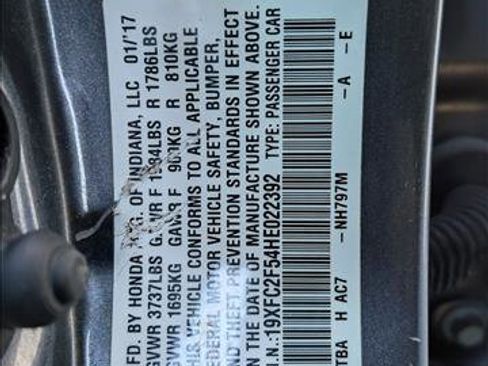 MFD. BY HONDA MFG. OF INDIANA, LLC 01/'17
GVWR 3737LBS GAWR F 1984LBS R 1786LBS
GVWR 1695KG GAWR F 900KG R 810KG
THIS VEHICLE CONFORMS TO ALL APPLICABLE
FEDERAL MOTOR VEHICLE SAFETY, BUMPER,
AND THEFT PREVENTION STANDARDS IN EFFECT
ON THE DATE OF MANUFACTURE SHOWN ABOVE.
V.I.N.:19XFC2F54HE022392 TYPE: PASSENGER CAR
TBA H AC7 -NH797M -A -E